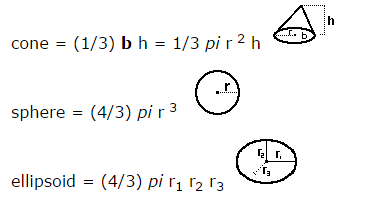 cone = (1/3) b h = 1/3 pi r 2 h
h
r b
sphere = (4/3) pi r 3
r
ellipsoid = (4/3) pi r1 r2 r3
r2 r1
r3